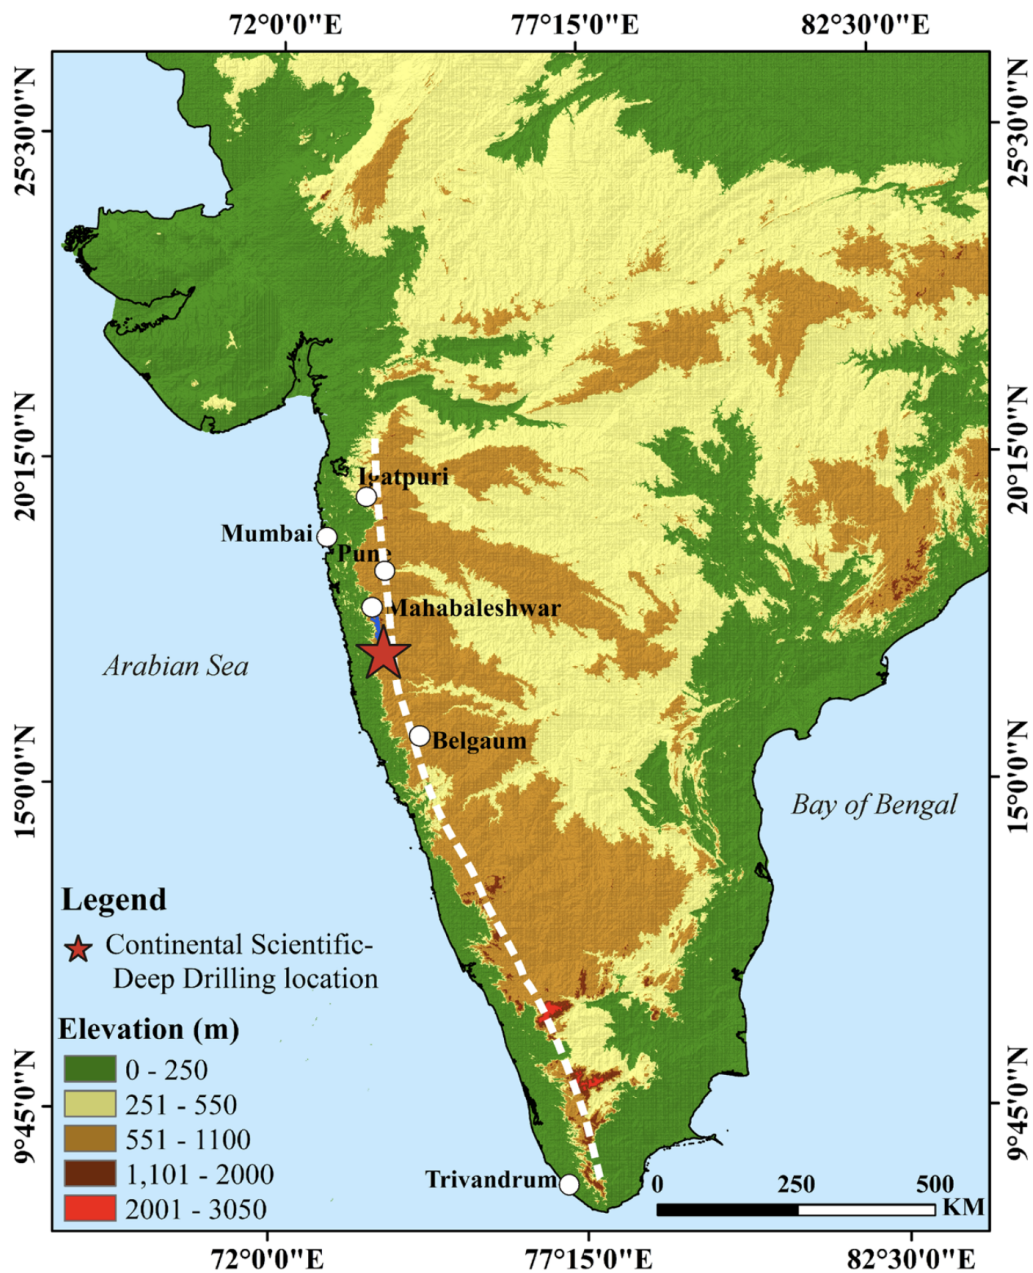 72°0'0"E 77°15'0"E 82°30'0"E
25°30'0"N 25°30'0"N
20°15'0"N 20°15'0"N
Igatpuri
Mumbai
Pune
Mahabaleshwar
Arabian Sea
Belgaum
15°0'0"N 15°0'0"N
Bay of Bengal
Legend
Continental Scientific-
Deep Drilling location
Elevation (m)
0 - 250
251 - 550
551 - 1100
1,101 - 2000
2001 - 3050
9°45'0"N 9°45'0"N
Trivandrum
0 250 500
KM
72°0'0"E 77°15'0"E 82°30'0"E